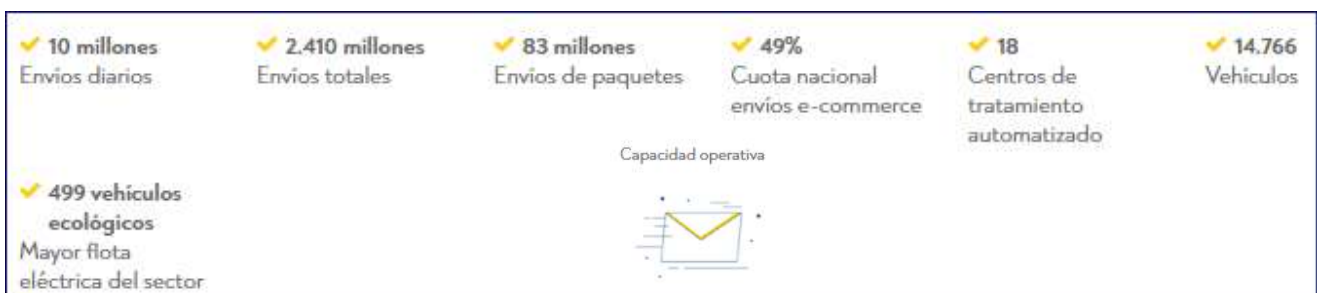 10 millones
Envíos diarios
2.410 millones
Envíos totales
83 millones
Envíos de paquetes
49%
Cuota nacional
envíos e-commerce
18
Centros de
tratamiento
automatizado
14.766
Vehículos
Capacidad operativa
499 vehículos
ecológicos
Mayor flota
eléctrica del sector